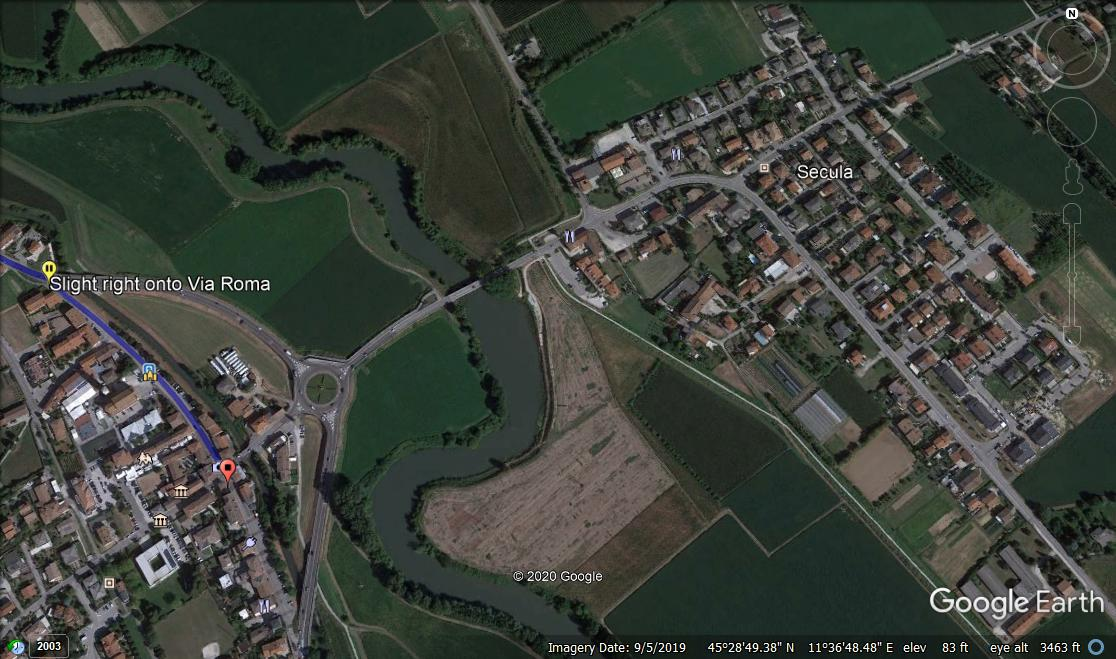 N
Secula
Slight right onto Via Roma
© 2020 Google
Google Earth
2003
Imagery Date: 9/5/2019 45°28'49.38" N 11°36'48.48" E elev 83 ft eye alt 3463 ft